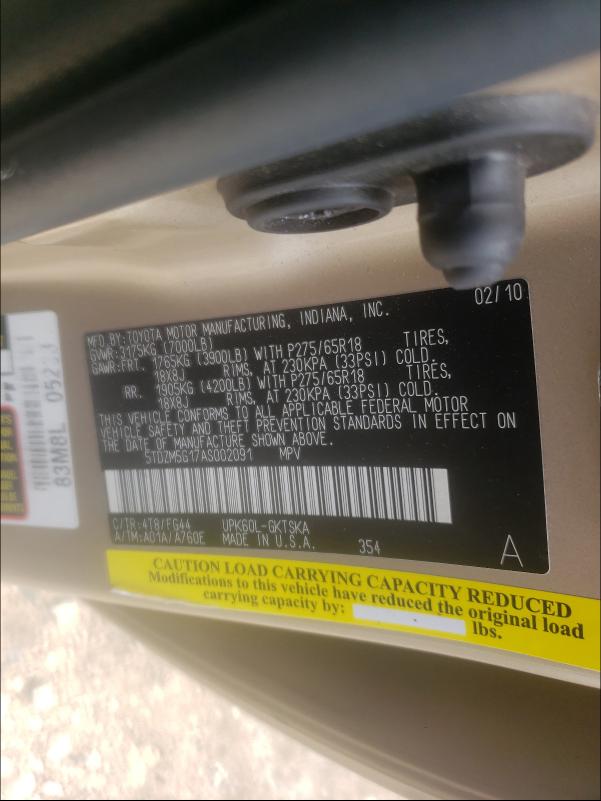 02/10
MFD.BY:TOYOTA MOTOR MANUFACTURING, INDIANA, INC.
GVWR:3175KG (7000LB)
GAWR:FRT. 1765KG (3900LB) WITH P275/65R18 TIRES,
18X8J RIMS, AT 230KPA (33PSI) COLD.
RR. 1905KG (4200LB) WITH P275/65R18 TIRES,
18X8J RIMS, AT 230KPA (33PSI) COLD.
THIS VEHICLE CONFORMS TO ALL APPLICABLE FEDERAL MOTOR
VEHICLE SAFETY AND THEFT PREVENTION STANDARDS IN EFFECT ON
THE DATE OF MANUFACTURE SHOWN ABOVE.
5TDZM5G17AS002091 MPV
C/TR:4T8/FG44 UPK60L-GKTSKA
A/TM:A01A/A760E MADE IN U.S.A. 354 A
CAUTION LOAD CARRYING CAPACITY REDUCED
Modifications to this vehicle have reduced the original load
carrying capacity by: lbs.
83M8L